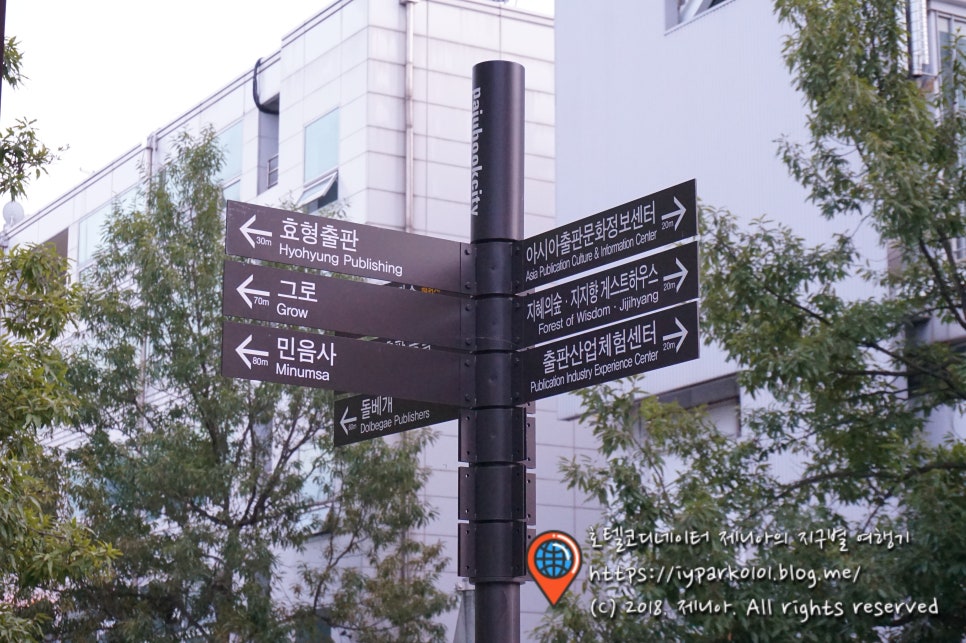 Pajubookcity
효형출판
30m
Hyohyung Publishing
그로
70m
Grow
민음사
80m
Minumsa
돌베개
Dolbegae Publishers
아시아출판문화정보센터
20m
Asia Publication Culture & Information Center
지혜의숲 · 지지향 게스트하우스
20m
Forest of Wisdom · Jijihyang
출판산업체험센터
20m
Publication Industry Experience Center
호텔코디네이터 제니아의 지구별 여행기
https://iyparko101.blog.me/
(c) 2018. 제니아. All rights reserved